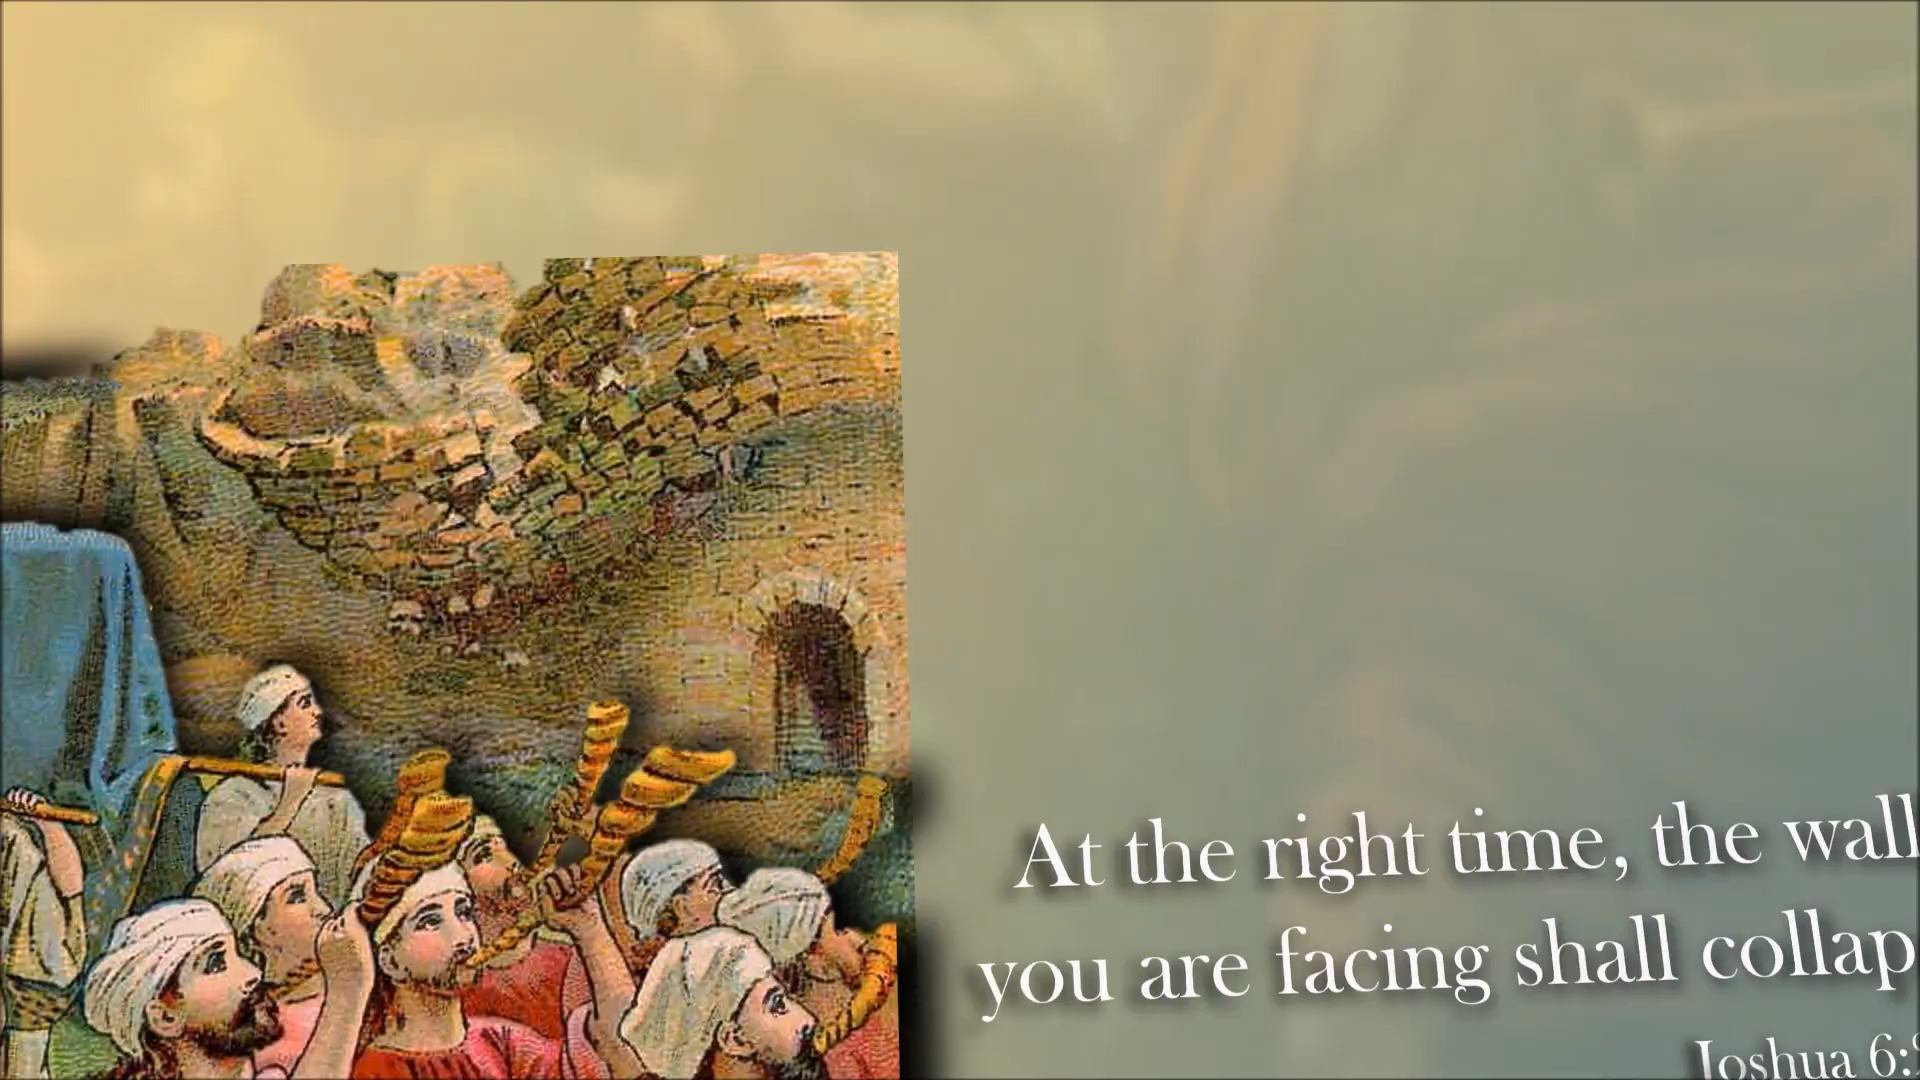 At the right time, the wall
you are facing shall collap
Joshua 6: